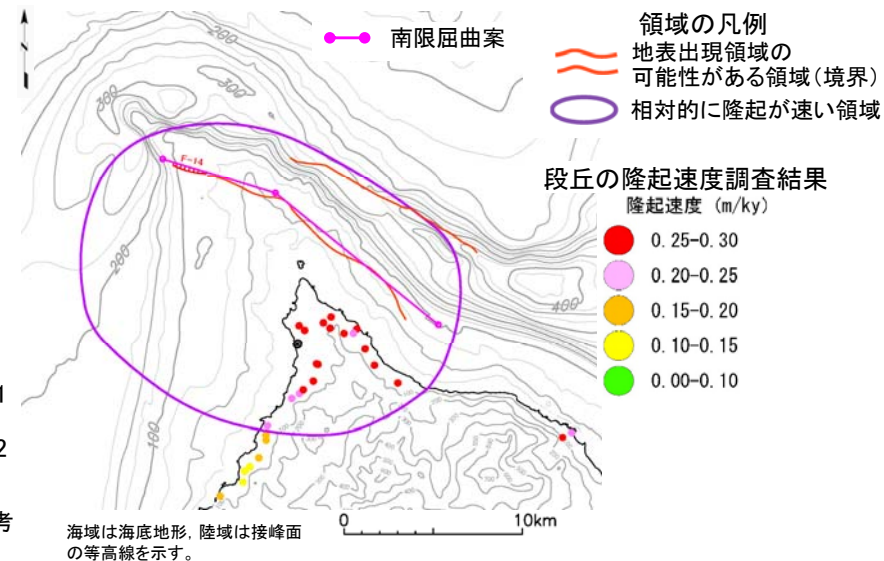 N
南限屈曲案
領域の凡例
地表出現領域の
可能性がある領域(境界)
相対的に隆起が速い領域
段丘の隆起速度調査結果
隆起速度 (m/ky)
0.25-0.30
0.20-0.25
0.15-0.20
0.10-0.15
0.00-0.10
200
300
200
F-14
200
400
100
1
2
考
海域は海底地形,陸域は接峰面
の等高線を示す。
0 10km